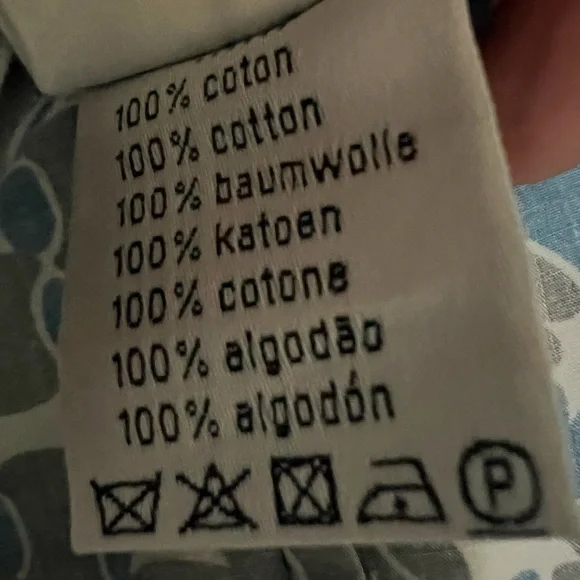 100% coton
100% cotton
100% baumwolle
100% katoen
100% cotone
100% algodão
100% algodón
P